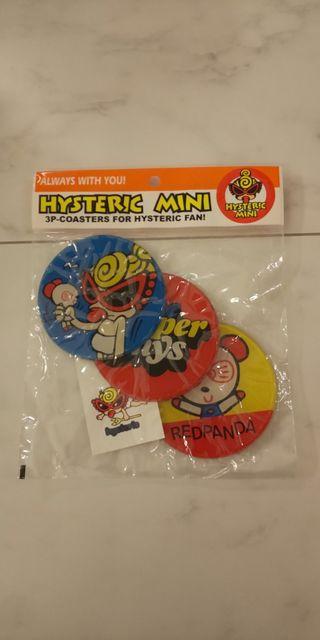 ALWAYS WITH YOU!
HYSTERIC MINI
3P-COASTERS FOR HYSTERIC FAN!
HYSTERIC
MINI
REDPANDA